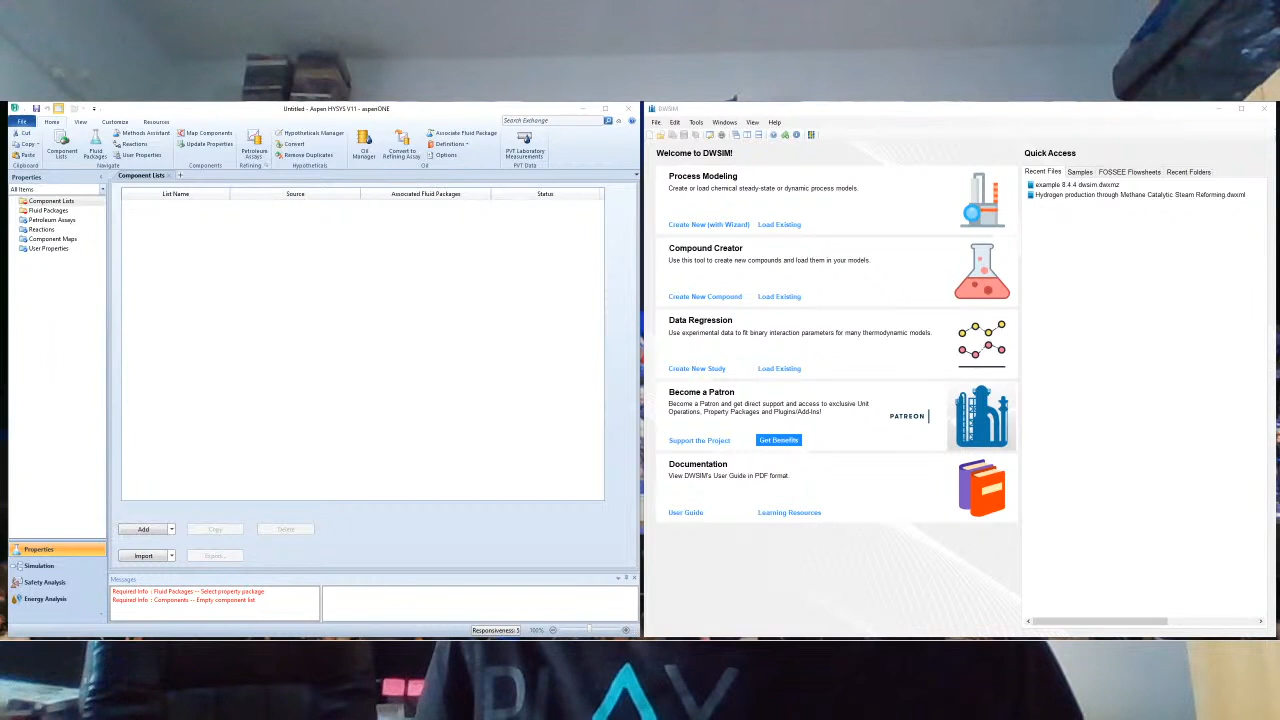 Untitled - Aspen HYSYS V11 - aspenONE
File Home View Customize Resources
Search Exchange
Cut
Copy
Paste
Clipboard
Component Lists
Fluid Packages
Methods Assistant
Reactions
User Properties
Navigate
Map Components
Update Properties
Components
Petroleum Assays
Refining
Hypotheticals Manager
Convert
Remove Duplicates
Hypotheticals
Oil Manager
Convert to Refining Assay
Associate Fluid Package
Definitions
Options
Oil
PVT Laboratory Measurements
PVT Data
Properties
All Items
Component Lists
Fluid Packages
Petroleum Assays
Reactions
Component Maps
User Properties
Properties
Simulation
Safety Analysis
Energy Analysis
Component Lists
List Name Source Associated Fluid Packages Status
Add Copy Delete
Import Export...
Messages
Required Info : Fluid Packages -- Select property package
Required Info : Components -- Empty component list
Responsiveness: 5 100%
DWSIM
File Edit Tools Windows View Help
Welcome to DWSIM!
Process Modeling
Create or load chemical steady-state or dynamic process models.
Create New (with Wizard) Load Existing
Compound Creator
Use this tool to create new compounds and load them in your models.
Create New Compound Load Existing
Data Regression
Use experimental data to fit binary interaction parameters for many thermodynamic models.
Create New Study Load Existing
Become a Patron
Become a Patron and get direct support and access to exclusive Unit
Operations, Property Packages and Plugins/Add-Ins!
PATREON
Support the Project Get Benefits
Documentation
View DWSIM's User Guide in PDF format
User Guide Learning Resources
Quick Access
Recent Files Samples FOSSEE Flowsheets Recent Folders
example 8.4 4 dwsim.dwxmz
Hydrogen production through Methane Catalytic Steam Reforming.dwxml